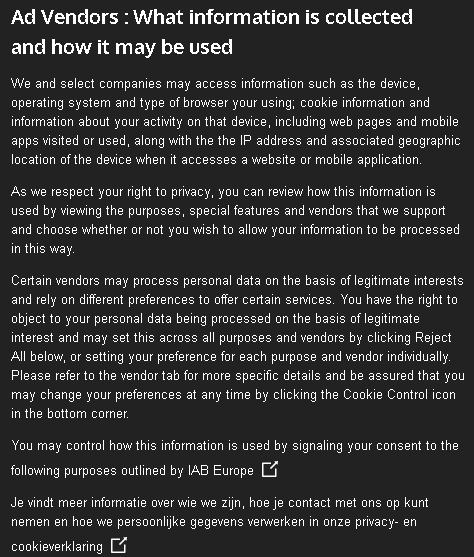 Ad Vendors : What information is collected
and how it may be used
We and select companies may access information such as the device,
operating system and type of browser your using; cookie information and
information about your activity on that device, including web pages and mobile
apps visited or used, along with the the IP address and associated geographic
location of the device when it accesses a website or mobile application.
As we respect your right to privacy, you can review how this information is
used by viewing the purposes, special features and vendors that we support
and choose whether or not you wish to allow your information to be processed
in this way.
Certain vendors may process personal data on the basis of legitimate interests
and rely on different preferences to offer certain services. You have the right to
object to your personal data being processed on the basis of legitimate
interest and may set this across all purposes and vendors by clicking Reject
All below, or setting your preference for each purpose and vendor individually.
Please refer to the vendor tab for more specific details and be assured that you
may change your preferences at any time by clicking the Cookie Control icon
in the bottom corner.
You may control how this information is used by signaling your consent to the
following purposes outlined by IAB Europe
Je vindt meer informatie over wie we zijn, hoe je contact met ons op kunt
nemen en hoe we persoonlijke gegevens verwerken in onze privacy- en
cookieverklaring